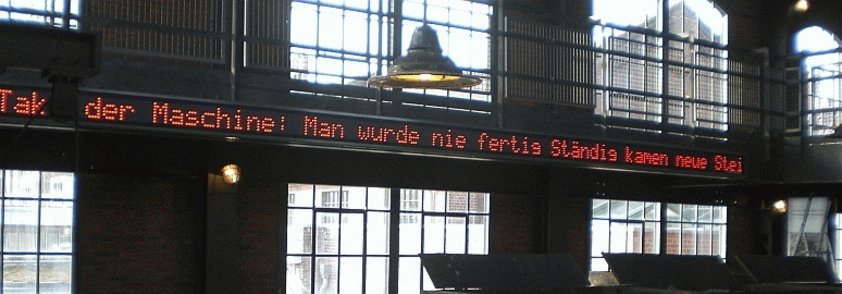 Tak der Maschine! Man wurde nie fertig Ständig kamen neue Stei